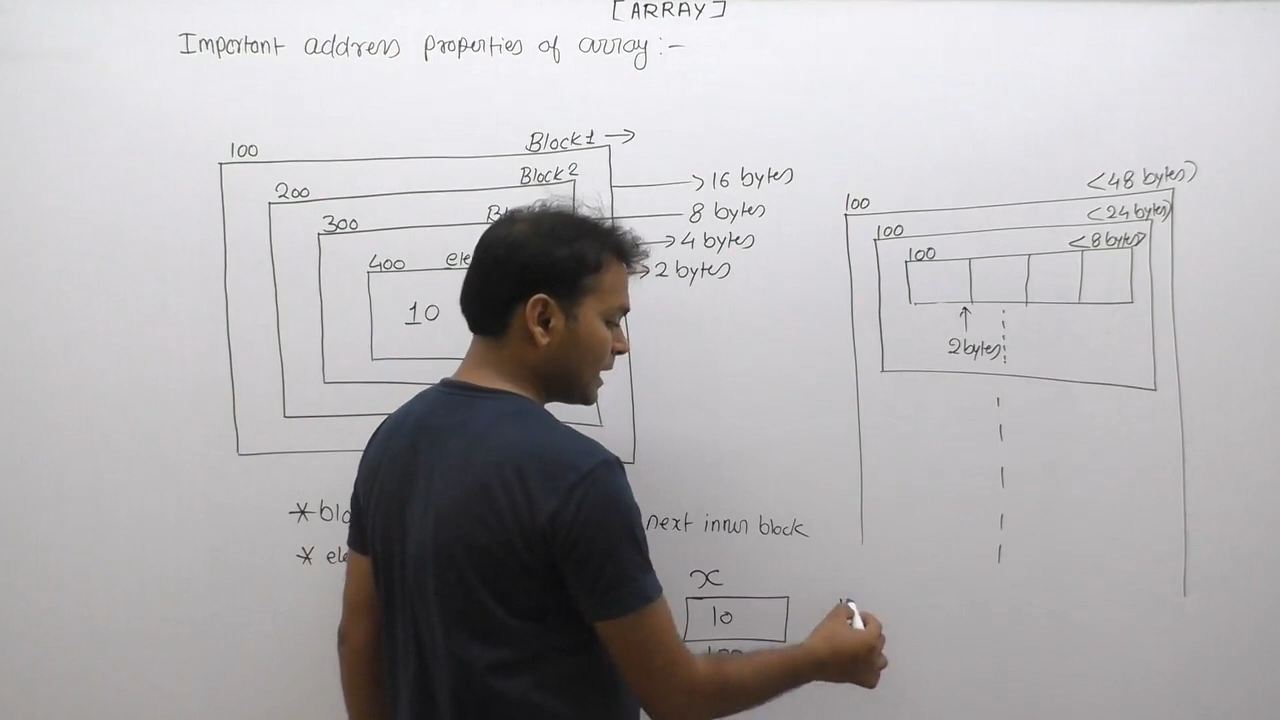 [ARRAY]
Important address properties of array :-
100
Block1 →
200
Block2
300
400
10
→ 16 bytes
8 bytes
→ 4 bytes
→ 2 bytes
* 
next inner block
* 
x
10
100
<48 bytes>
100
<24 bytes>
100
<8 bytes>
100
2 bytes